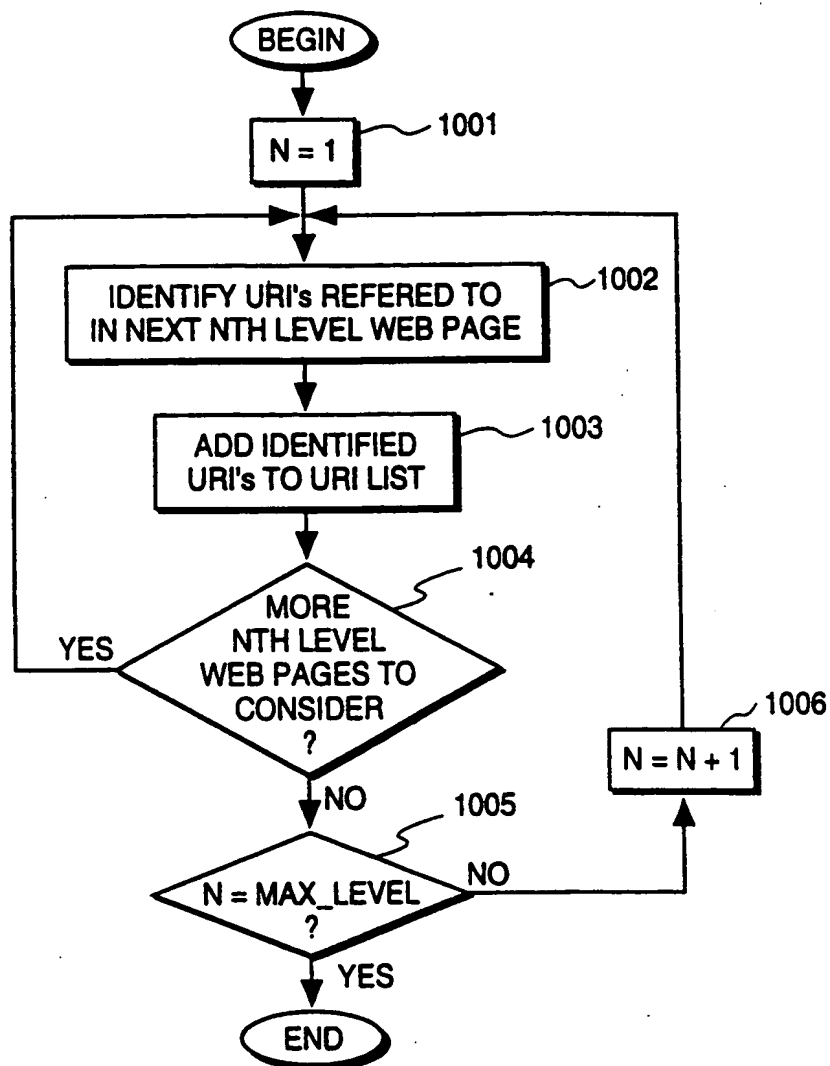 BEGIN
1001
N = 1
1002
IDENTIFY URI's REFERED TO
IN NEXT NTH LEVEL WEB PAGE
1003
ADD IDENTIFIED
URI's TO URI LIST
1004
MORE
NTH LEVEL
WEB PAGES TO
CONSIDER
?
YES
1006
N = N + 1
NO
1005
N = MAX_LEVEL
?
NO
YES
END